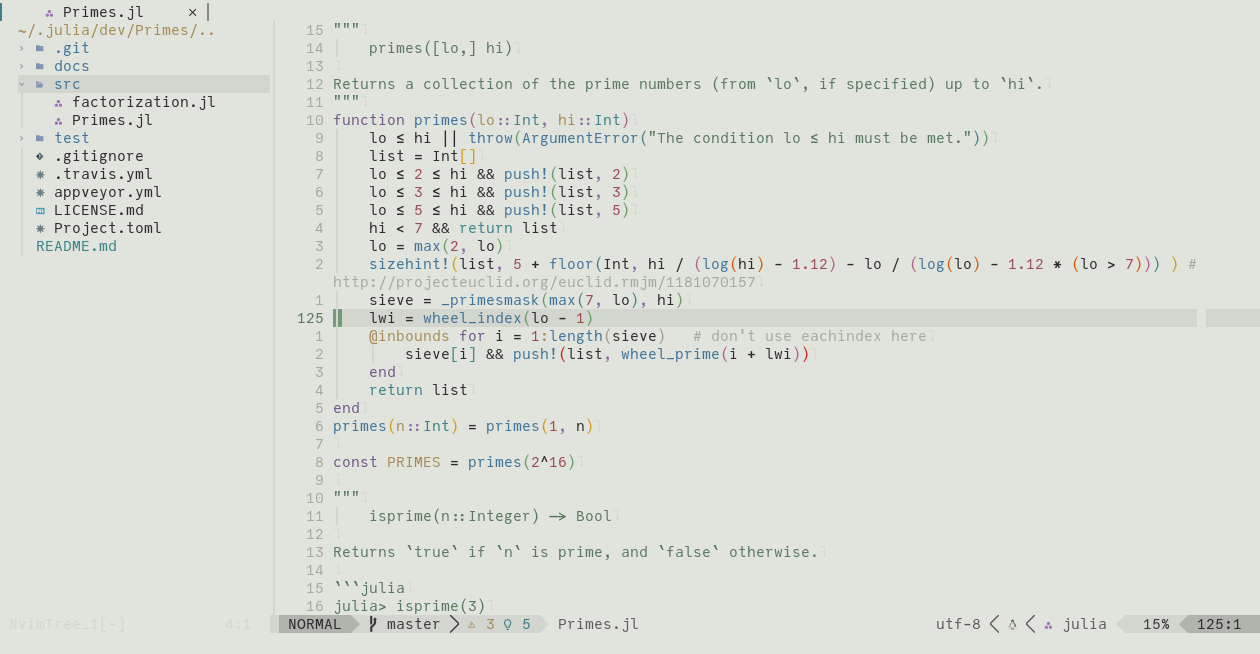 Primes.jl ×
~/.julia/dev/Primes/..
.git
docs
src
factorization.jl
Primes.jl
test
.gitignore
.travis.yml
appveyor.yml
LICENSE.md
Project.toml
README.md
15 """
14     primes([lo,] hi)
13
12 Returns a collection of the prime numbers (from `lo`, if specified) up to `hi`.
11 """
10 function primes(lo::Int, hi::Int)
9     lo ≤ hi || throw(ArgumentError("The condition lo ≤ hi must be met."))
8     list = Int[]
7     lo ≤ 2 ≤ hi && push!(list, 2)
6     lo ≤ 3 ≤ hi && push!(list, 3)
5     lo ≤ 5 ≤ hi && push!(list, 5)
4     hi < 7 && return list
3     lo = max(2, lo)
2     sizehint!(list, 5 + floor(Int, hi / (log(hi) - 1.12) - lo / (log(lo) - 1.12 * (lo > 7))) ) #
http://projecteuclid.org/euclid.rmjm/1181070157
1     sieve = _primesmask(max(7, lo), hi)
125     lwi = wheel_index(lo - 1)
1     @inbounds for i = 1:length(sieve)   # don't use eachindex here
2         sieve[i] && push!(list, wheel_prime(i + lwi))
3     end
4     return list
5 end
6 primes(n::Int) = primes(1, n)
7
8 const PRIMES = primes(2^16)
9
10 """
11     isprime(n::Integer) -> Bool
12
13 Returns `true` if `n` is prime, and `false` otherwise.
14
15 ```julia
16 julia> isprime(3)
NvimTree_1[-] 4:1 NORMAL master 3 5 Primes.jl utf-8 julia 15% 125:1